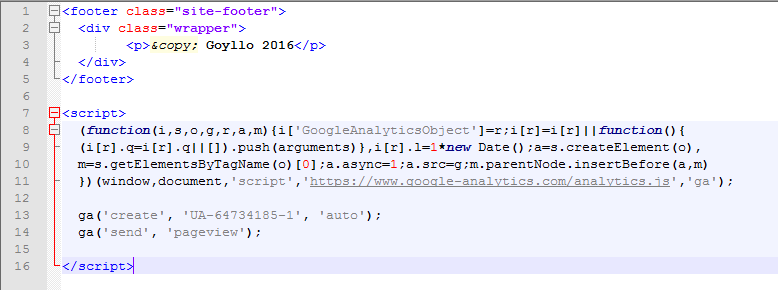 1 <footer class="site-footer">
2 <div class="wrapper">
3 <p>&copy; Goyllo 2016</p>
4 </div>
5 </footer>
6
7 <script>
8 (function(i,s,o,g,r,a,m){i['GoogleAnalyticsObject']=r;i[r]=i[r]||function(){
9 (i[r].q=i[r].q||[]).push(arguments)},i[r].l=1*new Date();a=s.createElement(o),
10 m=s.getElementsByTagName(o)[0];a.async=1;a.src=g;m.parentNode.insertBefore(a,m)
11 })(window,document,'script','https://www.google-analytics.com/analytics.js','ga');
12
13 ga('create', 'UA-64734185-1', 'auto');
14 ga('send', 'pageview');
15
16 </script>